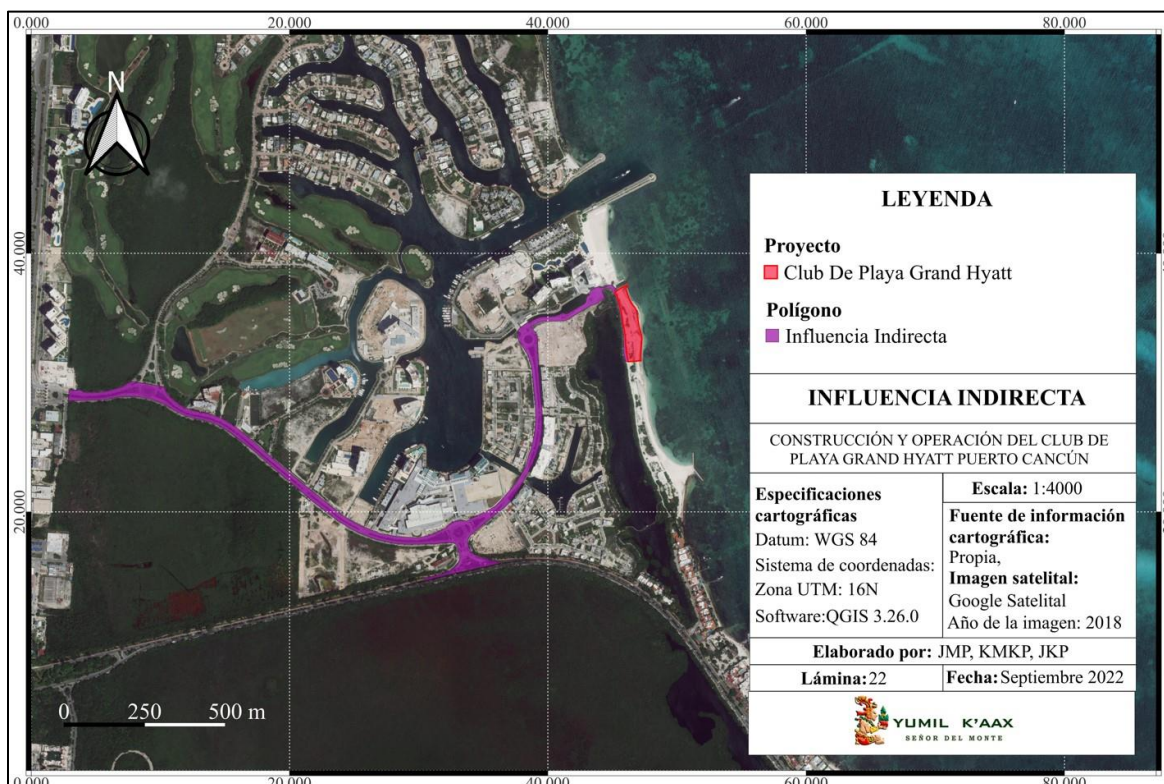 0.000 20.000 40.000 60.000 80.000
N
40.000
20.000
LEYENDA
Proyecto
Club De Playa Grand Hyatt
Polígono
Influencia Indirecta
INFLUENCIA INDIRECTA
CONSTRUCCIÓN Y OPERACIÓN DEL CLUB DE
PLAYA GRAND HYATT PUERTO CANCÚN
Especificaciones
cartográficas
Datum: WGS 84
Sistema de coordenadas:
Zona UTM: 16N
Software:QGIS 3.26.0
Escala: 1:4000
Fuente de información
cartográfica:
Propia,
Imagen satelital:
Google Satelital
Año de la imagen: 2018
Elaborado por: JMP, KMKP, JKP
Lámina:22
Fecha: Septiembre 2022
YUMIL K'AAX
SEÑOR DEL MONTE
0 250 500 m
0.000 20.000 40.000 60.000 80.000